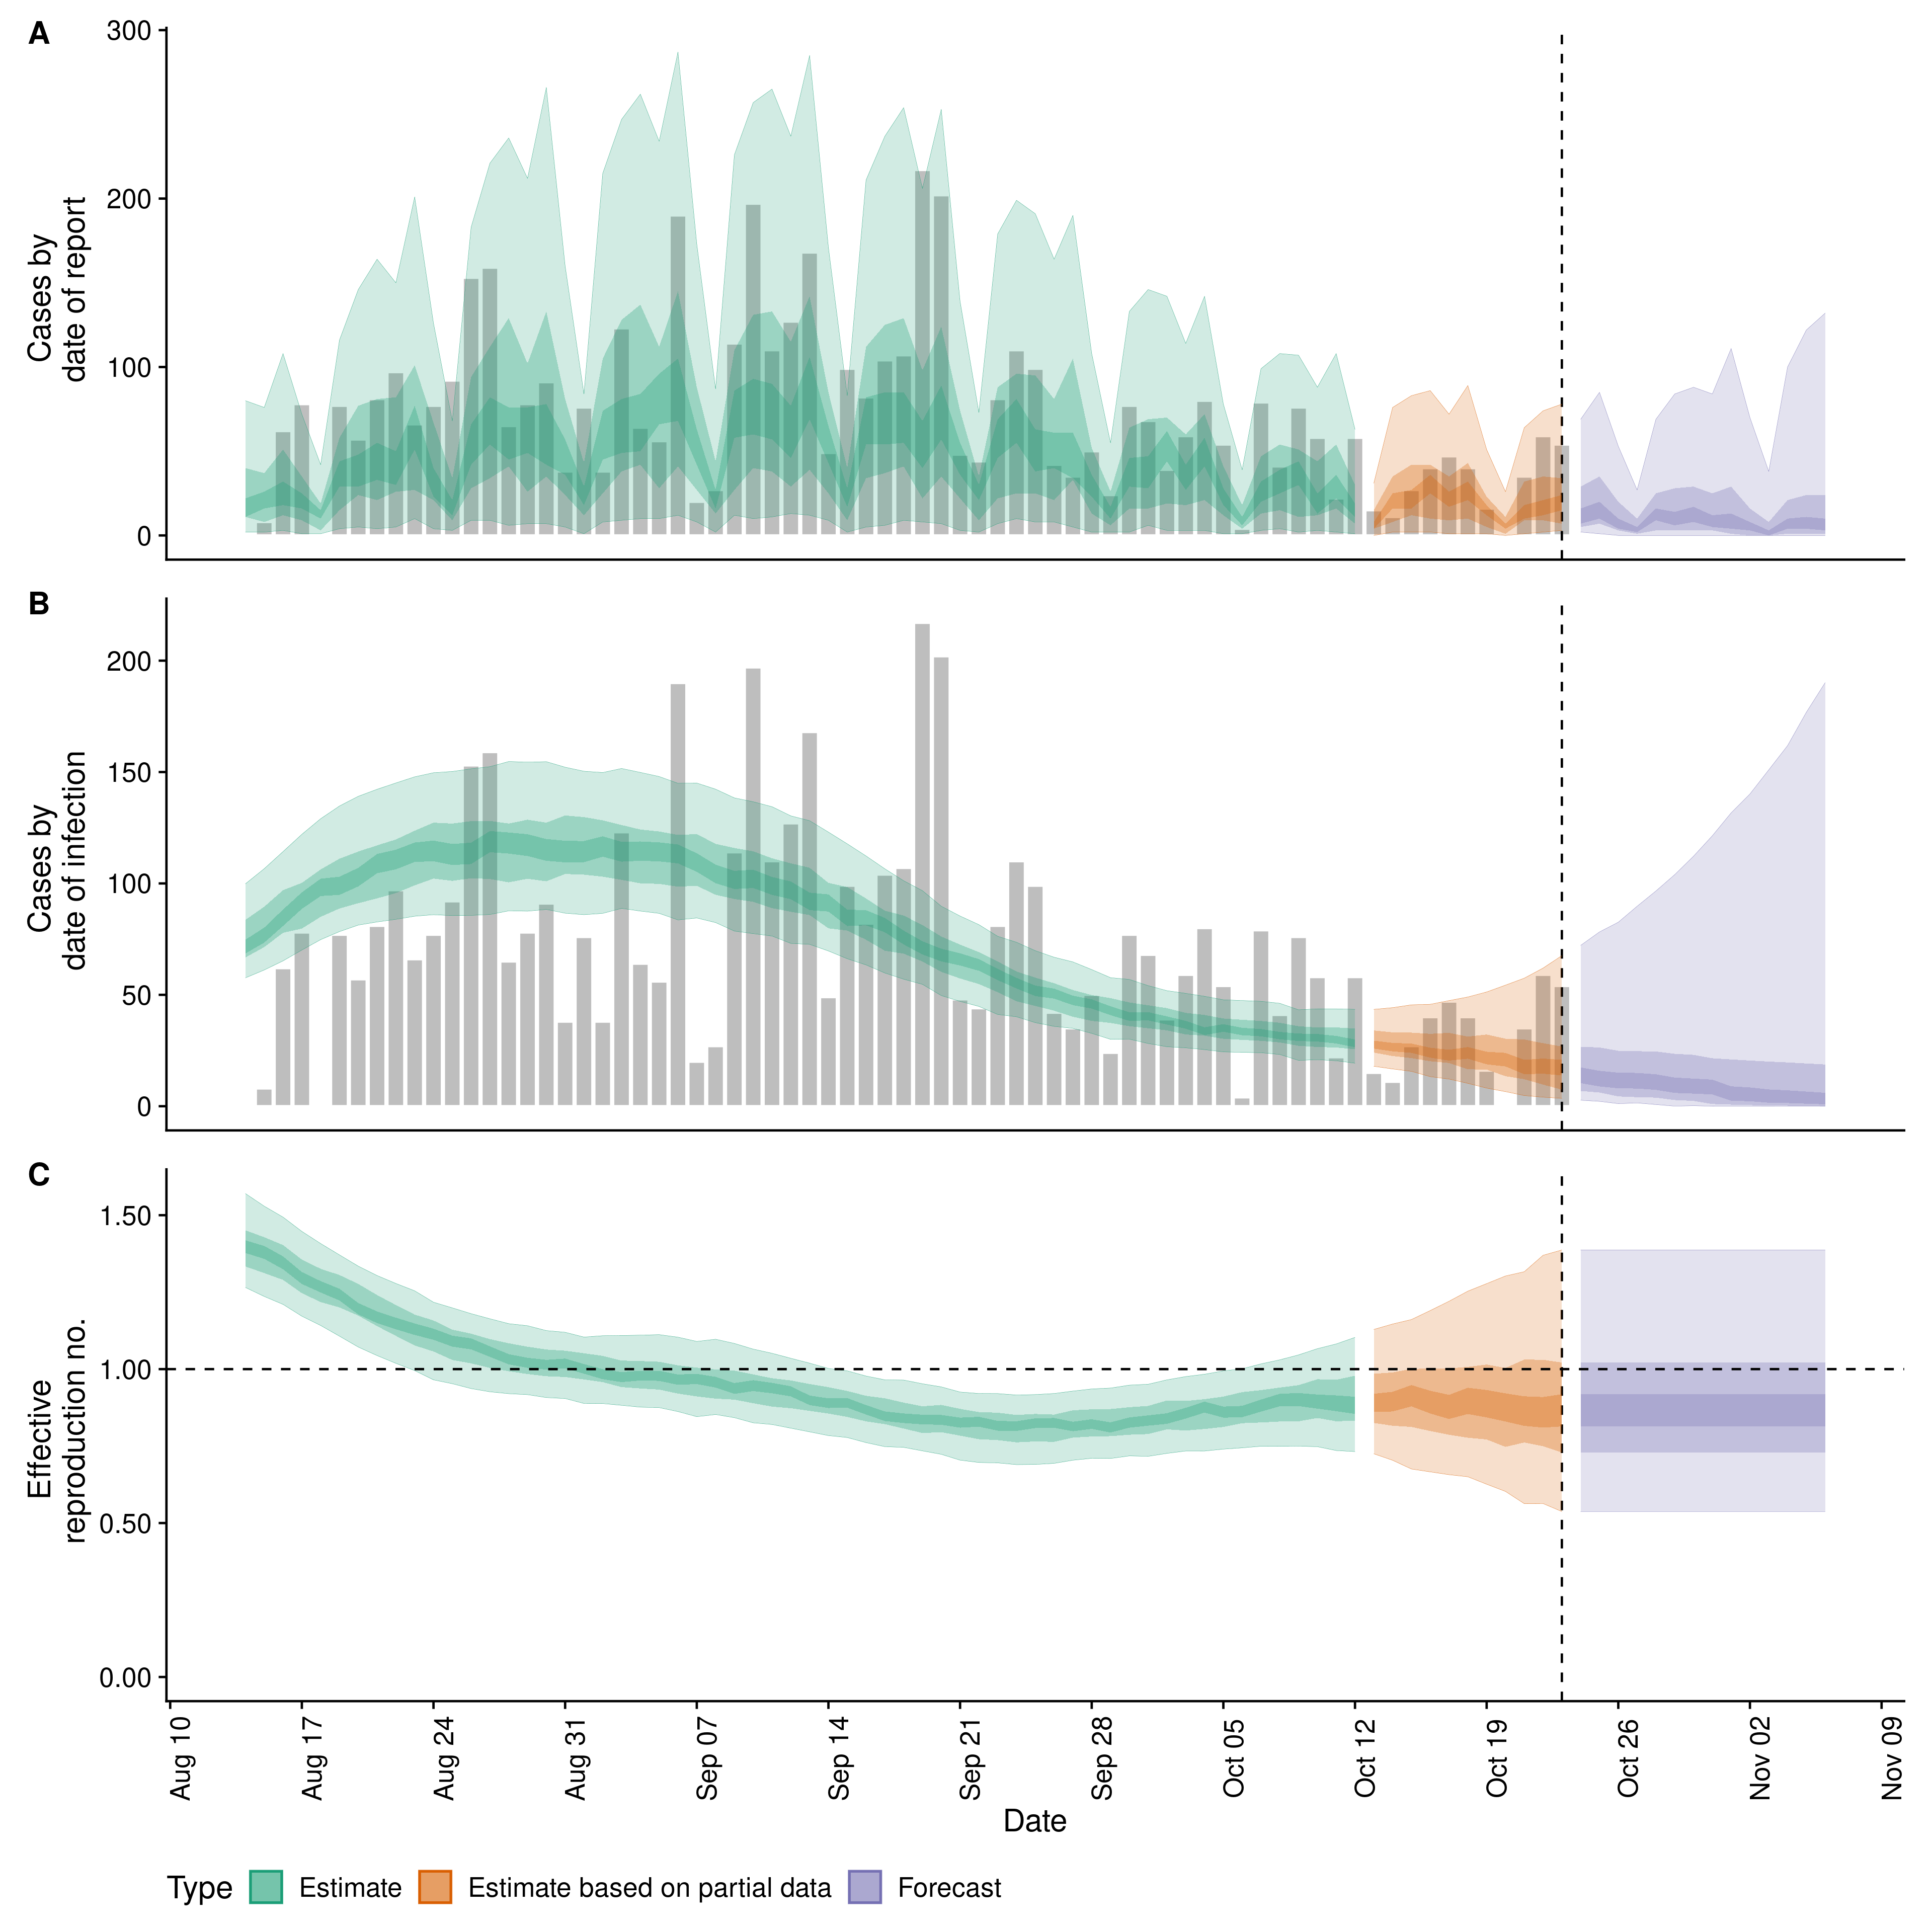 A
Cases by
date of report
300
200
100
0
B
Cases by
date of infection
200
150
100
50
0
C
Effective
reproduction no.
1.50
1.00
0.50
0.00
Aug 10
Aug 17
Aug 24
Aug 31
Sep 07
Sep 14
Sep 21
Sep 28
Oct 05
Oct 12
Oct 19
Oct 26
Nov 02
Nov 09
Date
Type Estimate Estimate based on partial data Forecast